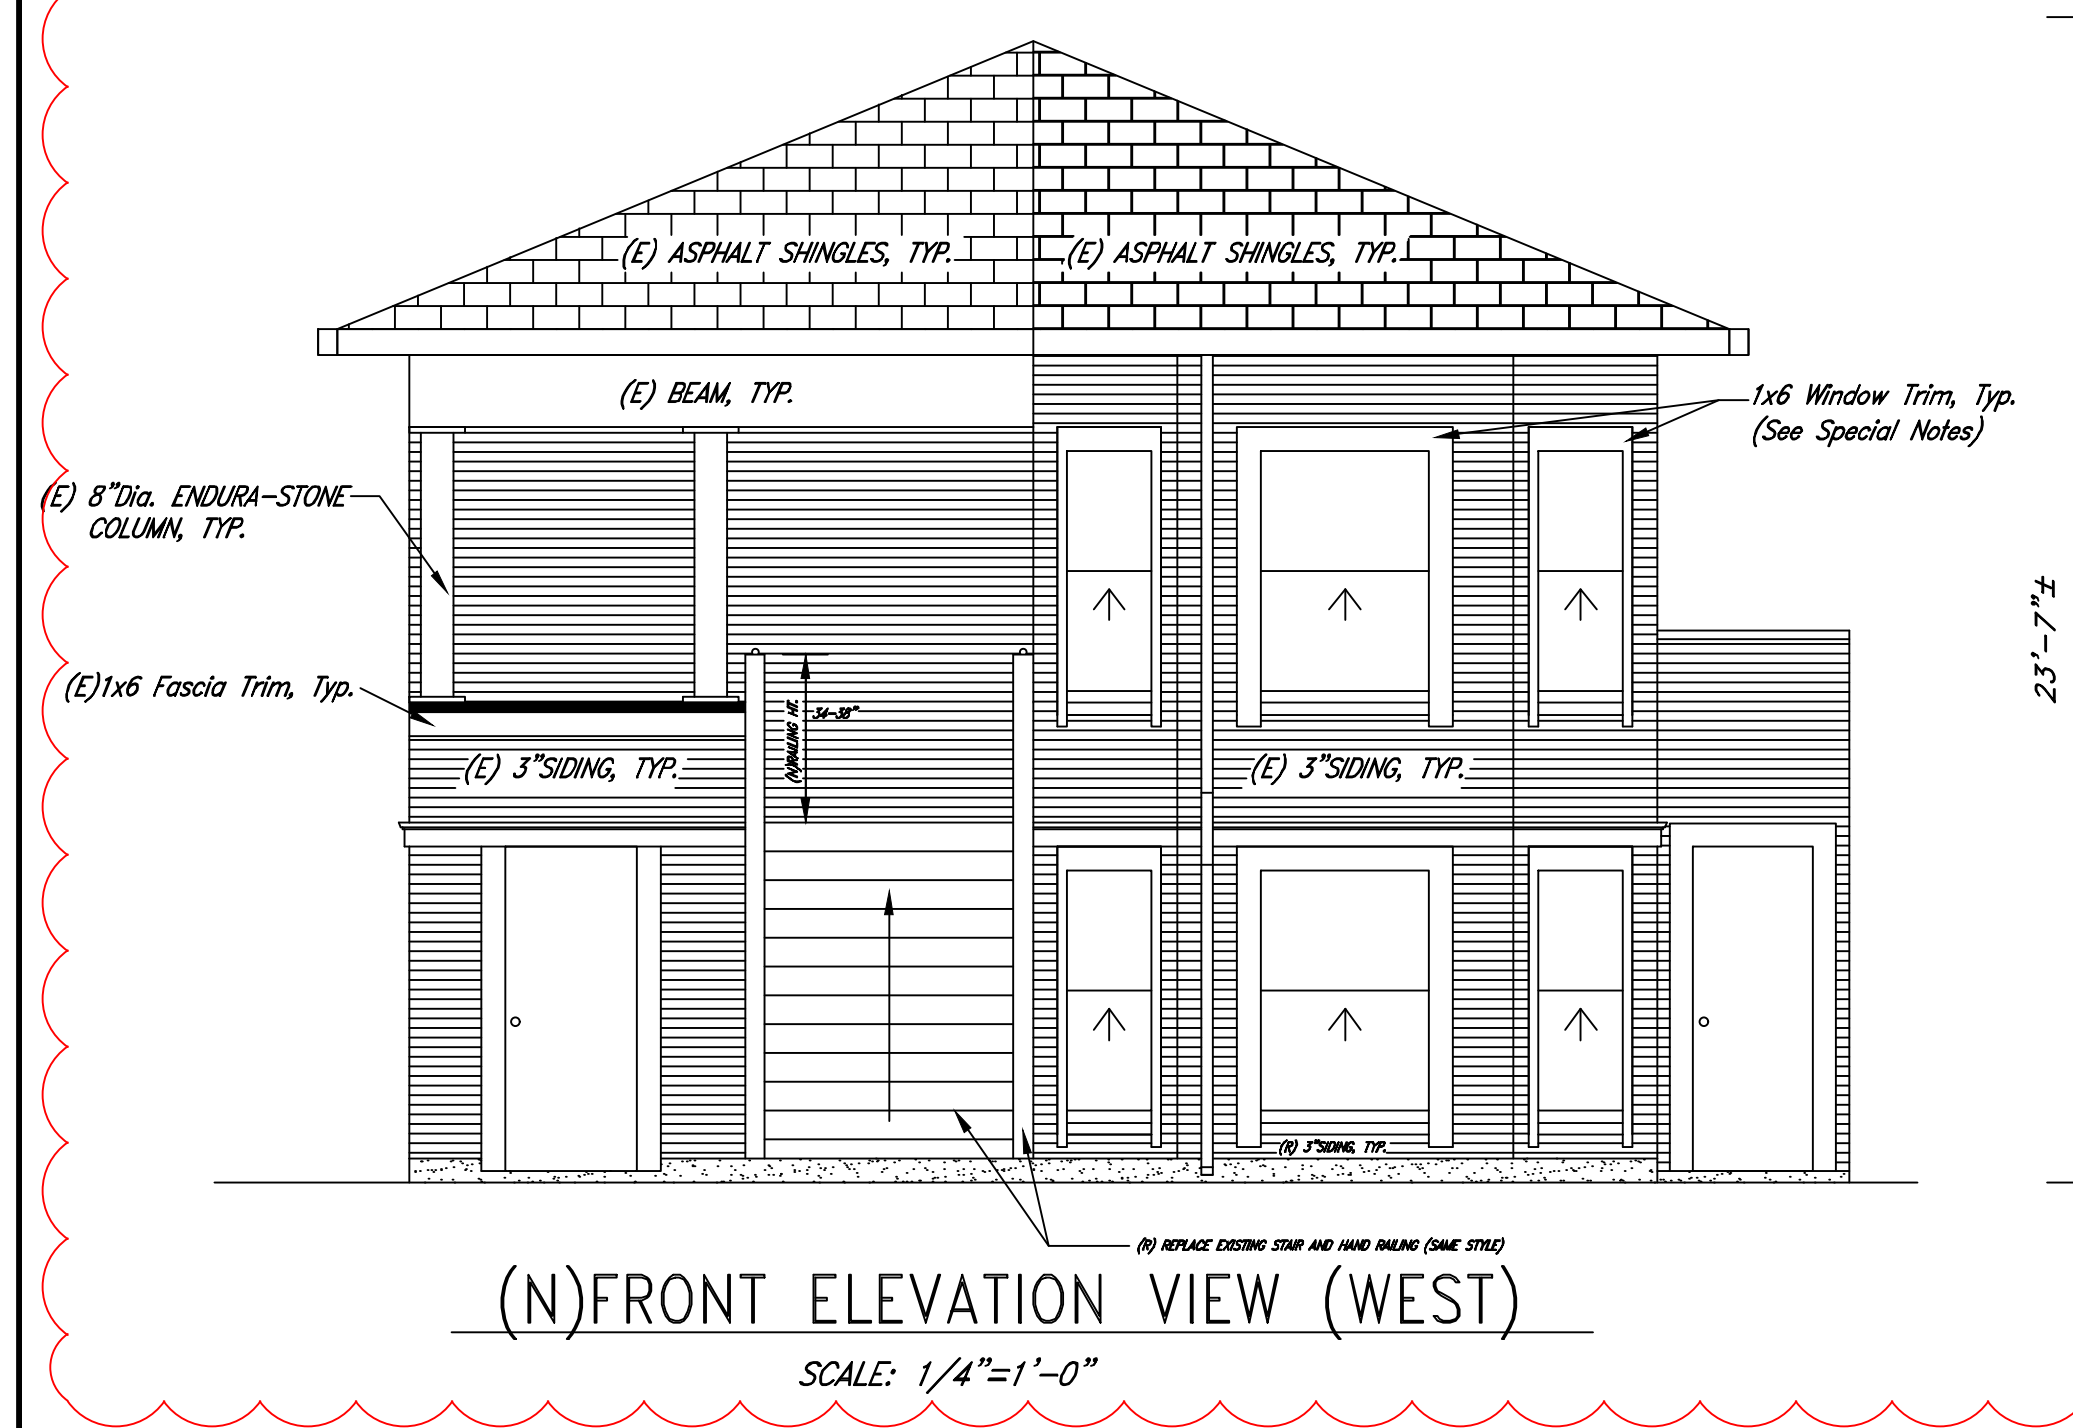 (E) ASPHALT SHINGLES, TYP.
(E) ASPHALT SHINGLES, TYP.
(E) BEAM, TYP.
1x6 Window Trim, Typ.
(See Special Notes)
(E) 8"Dia. ENDURA-STONE
COLUMN, TYP.
23'-7"±
(E)1x6 Fascia Trim, Typ.
34-38"
(N)RAILING HT.
(E) 3"SIDING, TYP.
(E) 3"SIDING, TYP.
(R) 3"SIDING, TYP.
(R) REPLACE EXISTING STAIR AND HAND RAILING (SAME STYLE)
(N)FRONT ELEVATION VIEW (WEST)
SCALE: 1/4"=1'-0"